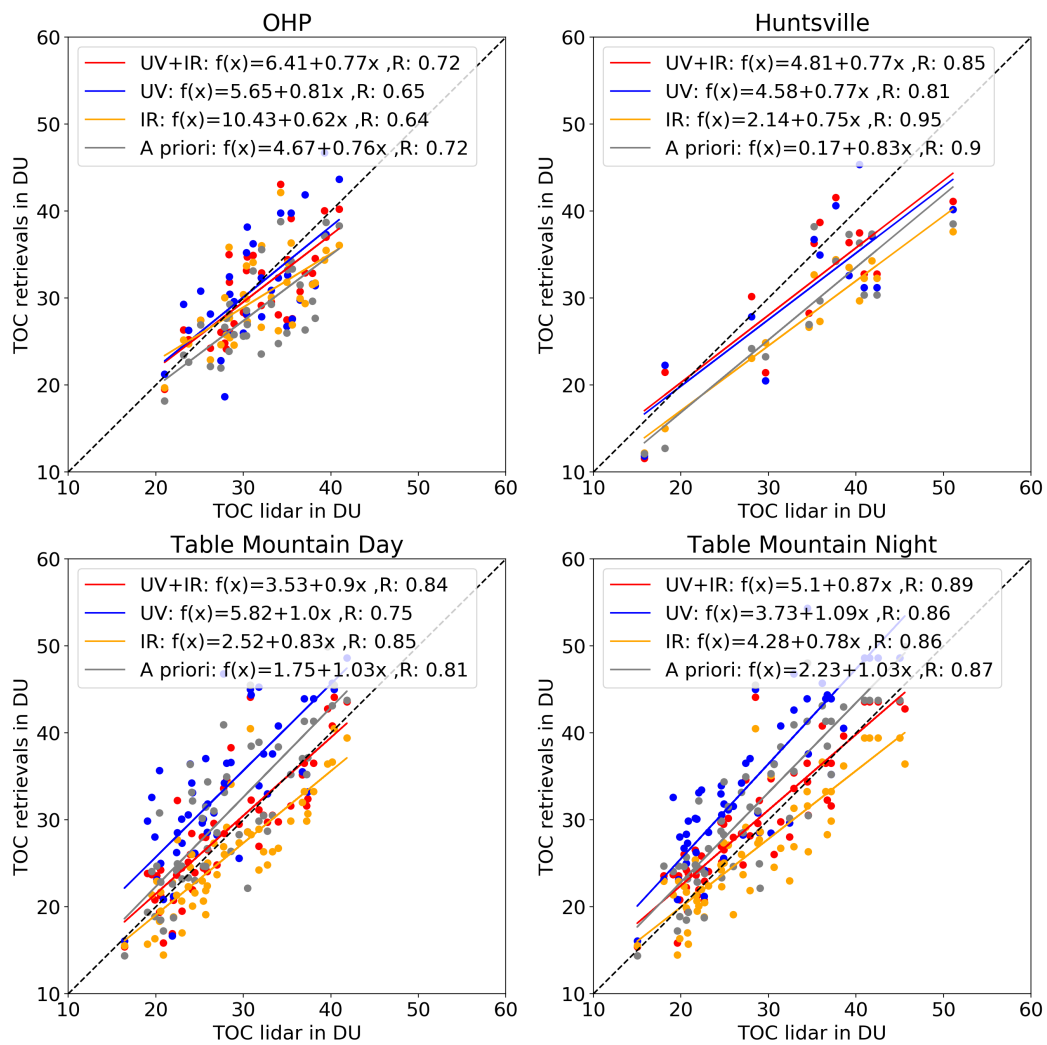 OHP
60
50
40
30
20
10
TOC retrievals in DU
UV+IR: f(x)=6.41+0.77x ,R: 0.72
UV: f(x)=5.65+0.81x ,R: 0.65
IR: f(x)=10.43+0.62x ,R: 0.64
A priori: f(x)=4.67+0.76x ,R: 0.72
10 20 30 40 50 60
TOC lidar in DU
Huntsville
60
50
40
30
20
10
TOC retrievals in DU
UV+IR: f(x)=4.81+0.77x ,R: 0.85
UV: f(x)=4.58+0.77x ,R: 0.81
IR: f(x)=2.14+0.75x ,R: 0.95
A priori: f(x)=0.17+0.83x ,R: 0.9
10 20 30 40 50 60
TOC lidar in DU
Table Mountain Day
60
50
40
30
20
10
TOC retrievals in DU
UV+IR: f(x)=3.53+0.9x ,R: 0.84
UV: f(x)=5.82+1.0x ,R: 0.75
IR: f(x)=2.52+0.83x ,R: 0.85
A priori: f(x)=1.75+1.03x ,R: 0.81
10 20 30 40 50 60
TOC lidar in DU
Table Mountain Night
60
50
40
30
20
10
TOC retrievals in DU
UV+IR: f(x)=5.1+0.87x ,R: 0.89
UV: f(x)=3.73+1.09x ,R: 0.86
IR: f(x)=4.28+0.78x ,R: 0.86
A priori: f(x)=2.23+1.03x ,R: 0.87
10 20 30 40 50 60
TOC lidar in DU